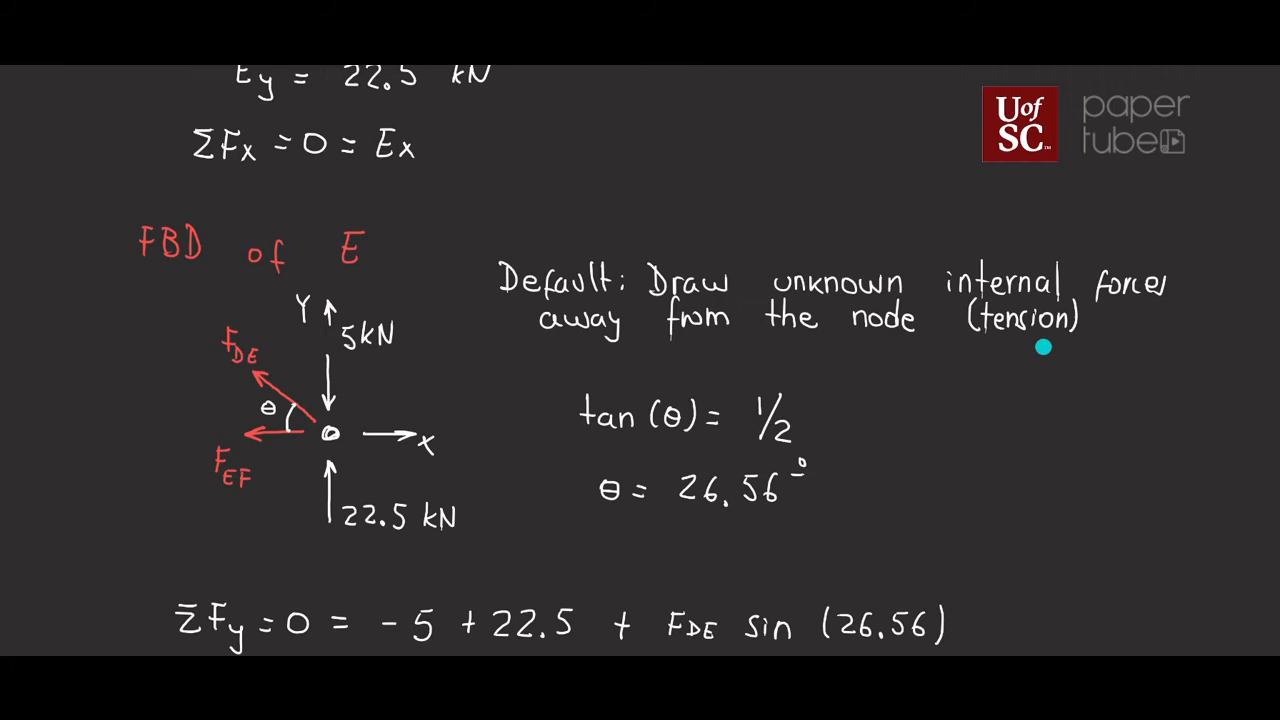 Ey = 22.5 kN
ΣFx = 0 = Ex
UofSC™
paper tube
FBD of E
Default: Draw unknown internal forces
away from the node (tension)
Y
5kN
FDE
θ
x
FEF
22.5 kN
tan (θ) = 1/2
θ = 26.56°
ΣFy = 0 = - 5 + 22.5 + FDE sin (26.56)